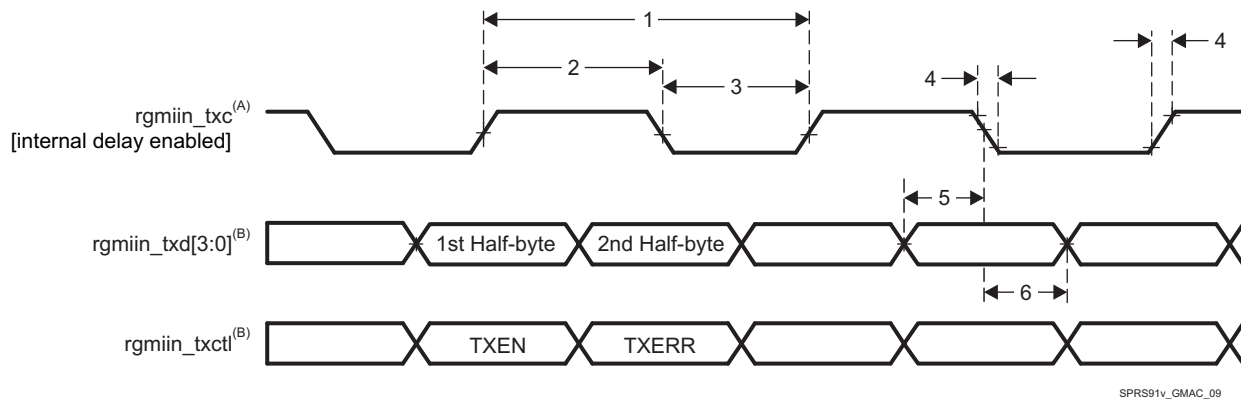 1
4
2
4
3
rgmiin_txc(A)
[internal delay enabled]
5
rgmiin_txd[3:0](B)
1st Half-byte
2nd Half-byte
6
rgmiin_txctl(B)
TXEN
TXERR
SPRS91v_GMAC_09